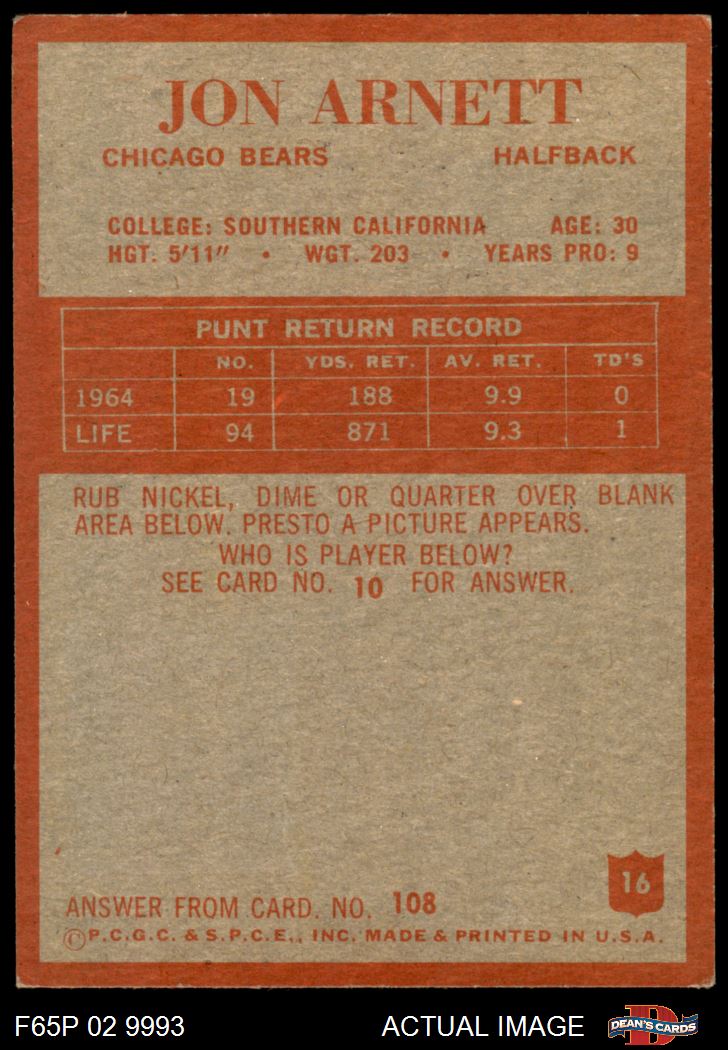 JON ARNETT
CHICAGO BEARS HALFBACK
COLLEGE: SOUTHERN CALIFORNIA AGE: 30
HGT. 5'11" • WGT. 203 • YEARS PRO: 9
PUNT RETURN RECORD
NO. YDS. RET. AV. RET. TD'S
1964 19 188 9.9 0
LIFE 94 871 9.3 1
RUB NICKEL, DIME OR QUARTER OVER BLANK
AREA BELOW. PRESTO A PICTURE APPEARS.
WHO IS PLAYER BELOW?
SEE CARD NO. 10 FOR ANSWER.
16
ANSWER FROM CARD. NO. 108
©P.C.G.C. & S.P.C.E., INC. MADE & PRINTED IN U.S.A.
F65P 02 9993 ACTUAL IMAGE D DEAN'S CARDS